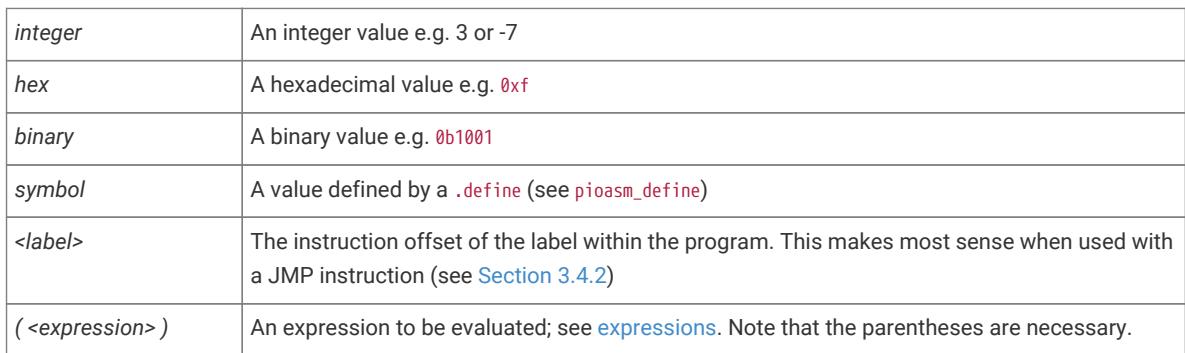 integer An integer value e.g. 3 or -7
hex A hexadecimal value e.g. 0xf
binary A binary value e.g. 0b1001
symbol A value defined by a .define (see pioasm_define)
<label> The instruction offset of the label within the program. This makes most sense when used with
a JMP instruction (see Section 3.4.2)
( <expression> ) An expression to be evaluated; see expressions. Note that the parentheses are necessary.